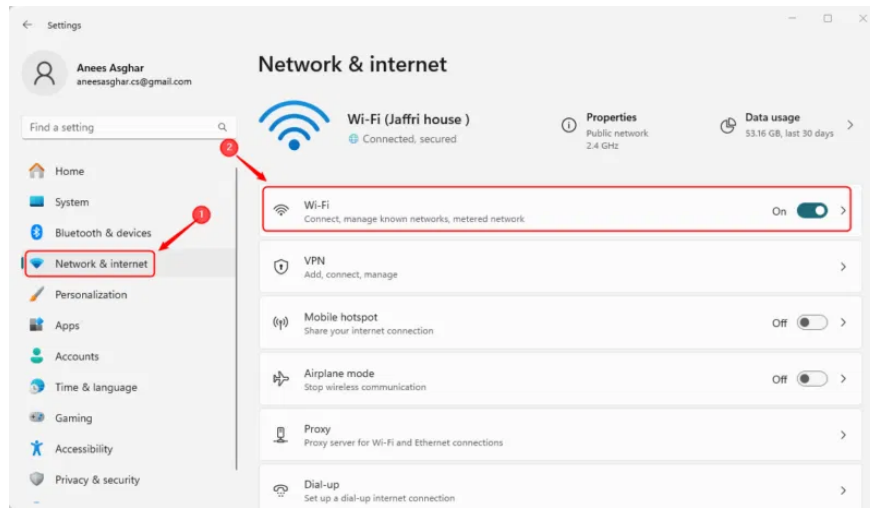 Settings
Anees Asghar
aneesasghar.cs@gmail.com
Find a setting
Home
System
Bluetooth & devices
Network & internet
Personalization
Apps
Accounts
Time & language
Gaming
Accessibility
Privacy & security
1
2
Network & internet
Wi-Fi (Jaffri house )
Connected, secured
Properties
Public network
2.4 GHz
Data usage
53.16 GB, last 30 days
Wi-Fi
Connect, manage known networks, metered network
On
VPN
Add, connect, manage
Mobile hotspot
Share your internet connection
Off
Airplane mode
Stop wireless communication
Off
Proxy
Proxy server for Wi-Fi and Ethernet connections
Dial-up
Set up a dial-up internet connection